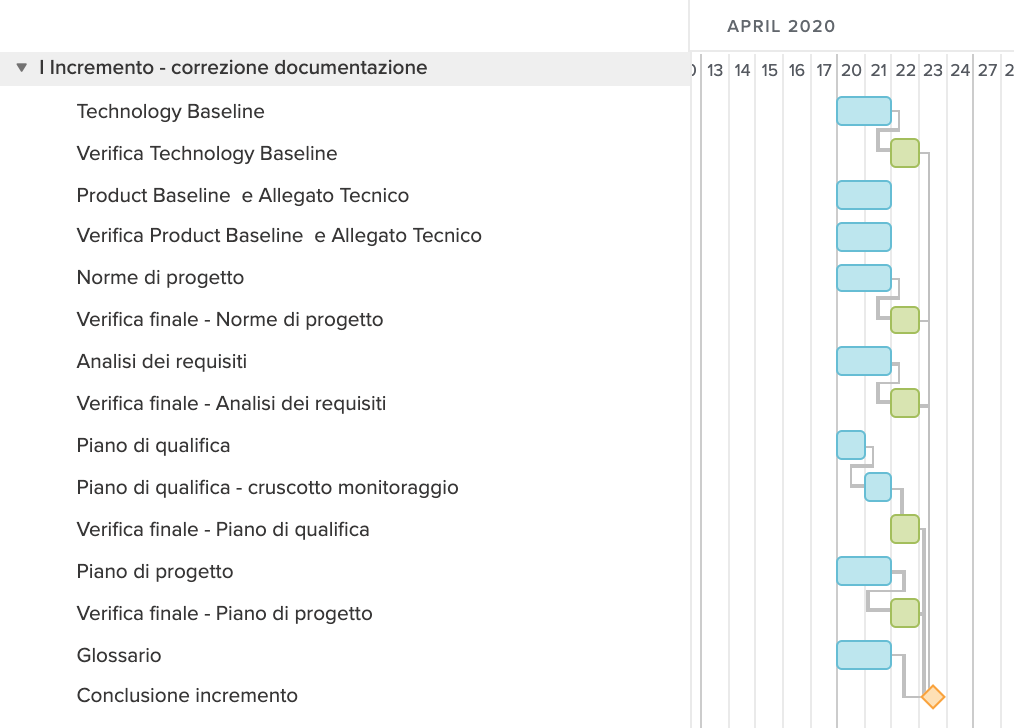 APRIL 2020
I Incremento - correzione documentazione
13 14 15 16 17 20 21 22 23 24 27
Technology Baseline
Verifica Technology Baseline
Product Baseline e Allegato Tecnico
Verifica Product Baseline e Allegato Tecnico
Norme di progetto
Verifica finale - Norme di progetto
Analisi dei requisiti
Verifica finale - Analisi dei requisiti
Piano di qualifica
Piano di qualifica - cruscotto monitoraggio
Verifica finale - Piano di qualifica
Piano di progetto
Verifica finale - Piano di progetto
Glossario
Conclusione incremento